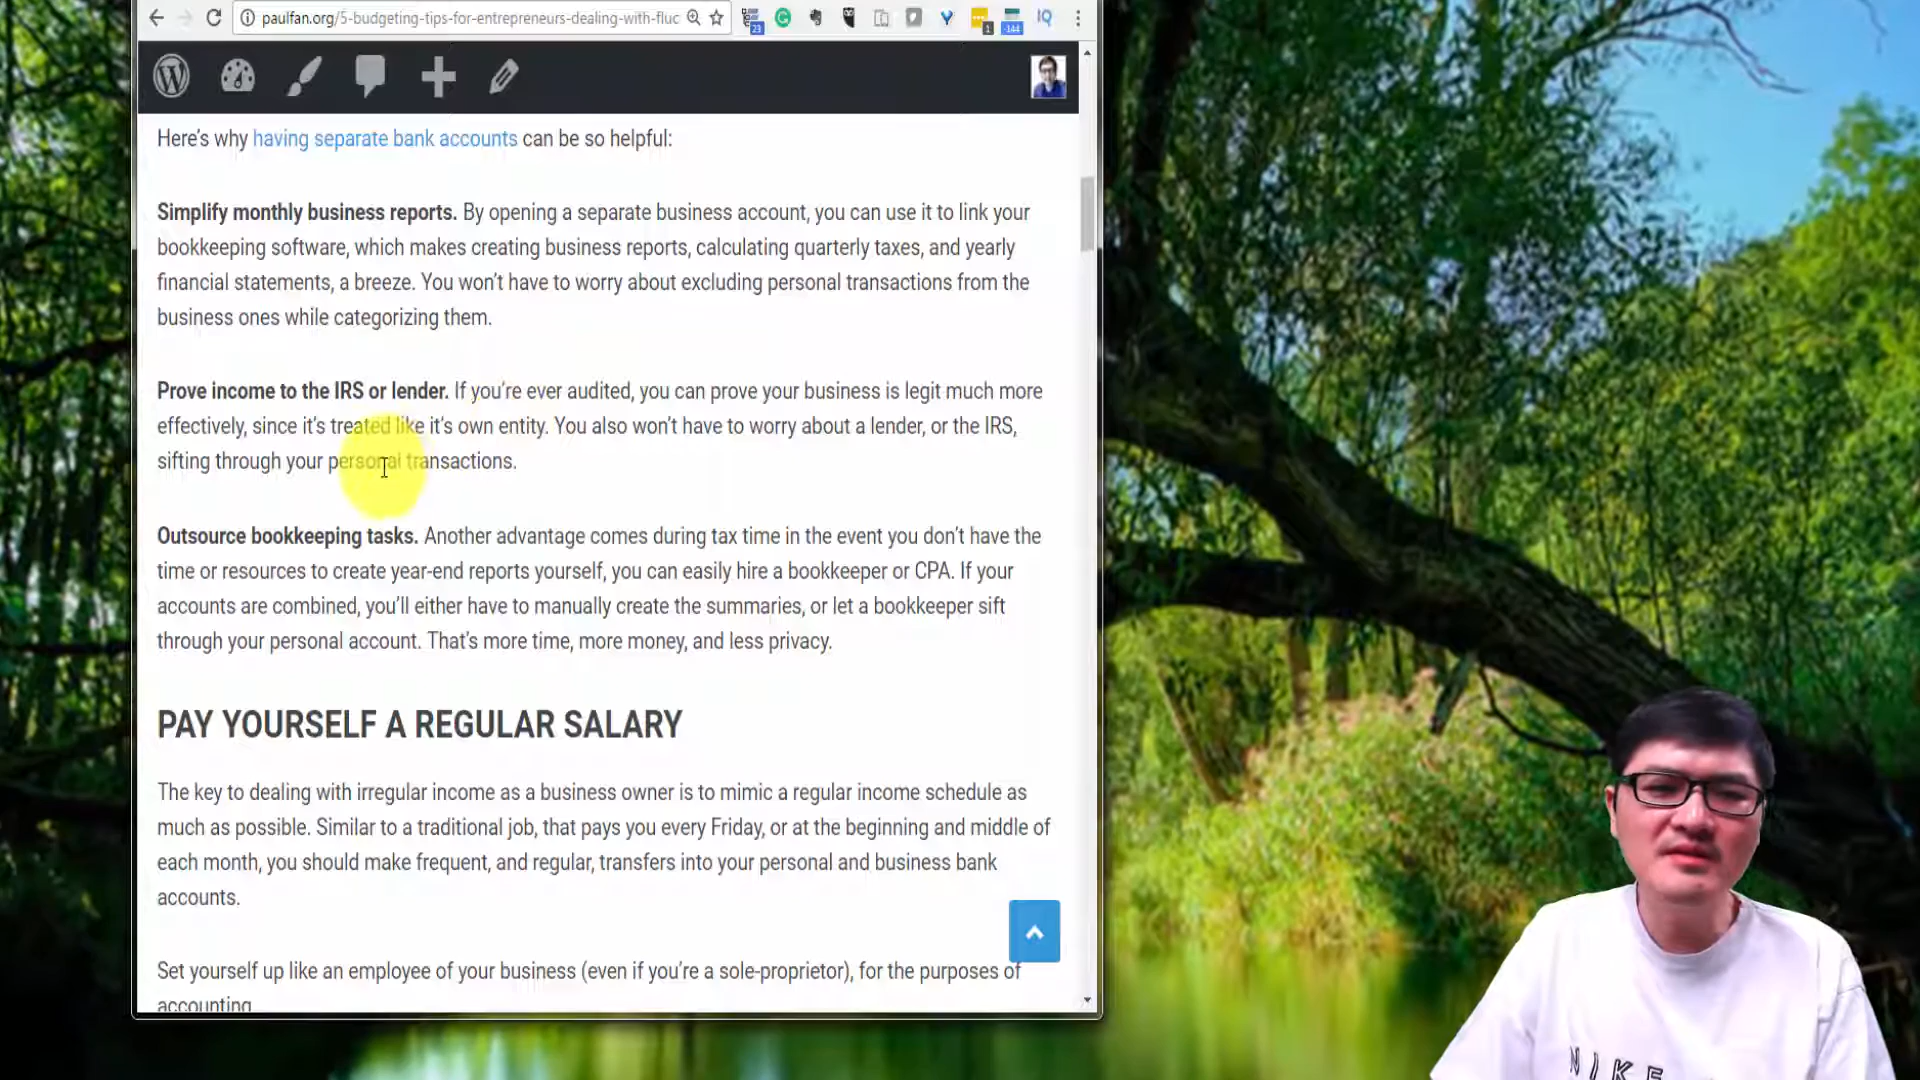 paulfan.org/5-budgeting-tips-for-entrepreneurs-dealing-with-fluc
23
1
-144
IQ
Here's why having separate bank accounts can be so helpful:
Simplify monthly business reports. By opening a separate business account, you can use it to link your
bookkeeping software, which makes creating business reports, calculating quarterly taxes, and yearly
financial statements, a breeze. You won't have to worry about excluding personal transactions from the
business ones while categorizing them.
Prove income to the IRS or lender. If you're ever audited, you can prove your business is legit much more
effectively, since it's treated like it's own entity. You also won't have to worry about a lender, or the IRS,
sifting through your personal transactions.
Outsource bookkeeping tasks. Another advantage comes during tax time in the event you don't have the
time or resources to create year-end reports yourself, you can easily hire a bookkeeper or CPA. If your
accounts are combined, you'll either have to manually create the summaries, or let a bookkeeper sift
through your personal account. That's more time, more money, and less privacy.
PAY YOURSELF A REGULAR SALARY
The key to dealing with irregular income as a business owner is to mimic a regular income schedule as
much as possible. Similar to a traditional job, that pays you every Friday, or at the beginning and middle of
each month, you should make frequent, and regular, transfers into your personal and business bank
accounts.
Set yourself up like an employee of your business (even if you're a sole-proprietor), for the purposes of
accounting
NIKE